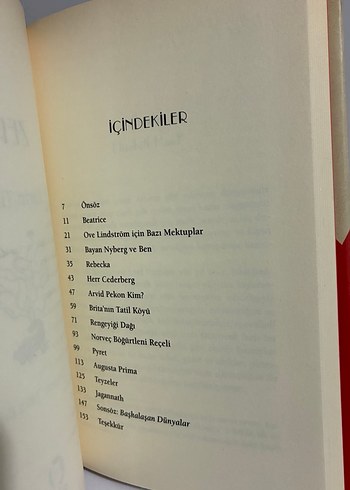 İÇİNDEKİLER
7 Önsöz
11 Beatrice
21 Ove Lindström için Bazı Mektuplar
31 Bayan Nyberg ve Ben
35 Rebecka
43 Herr Cederberg
47 Arvid Pekon Kim?
59 Brita'nın Tatil Köyü
71 Rengeyiği Dağı
93 Norveç Böğürtleni Reçeli
99 Pyret
113 Augusta Prima
125 Teyzeler
133 Jagannath
147 Sonsöz: Başkalaşan Dünyalar
153 Teşekkür